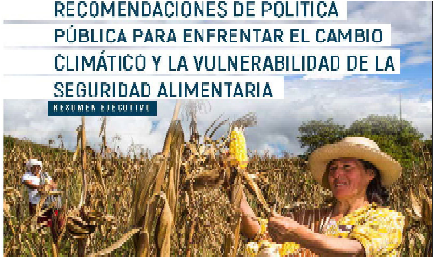 RECOMENDACIONES DE POLÍTICA
PÚBLICA PARA ENFRENTAR EL CAMBIO
CLIMÁTICO Y LA VULNERABILIDAD DE LA
SEGURIDAD ALIMENTARIA
RESUMEN EJECUTIVO